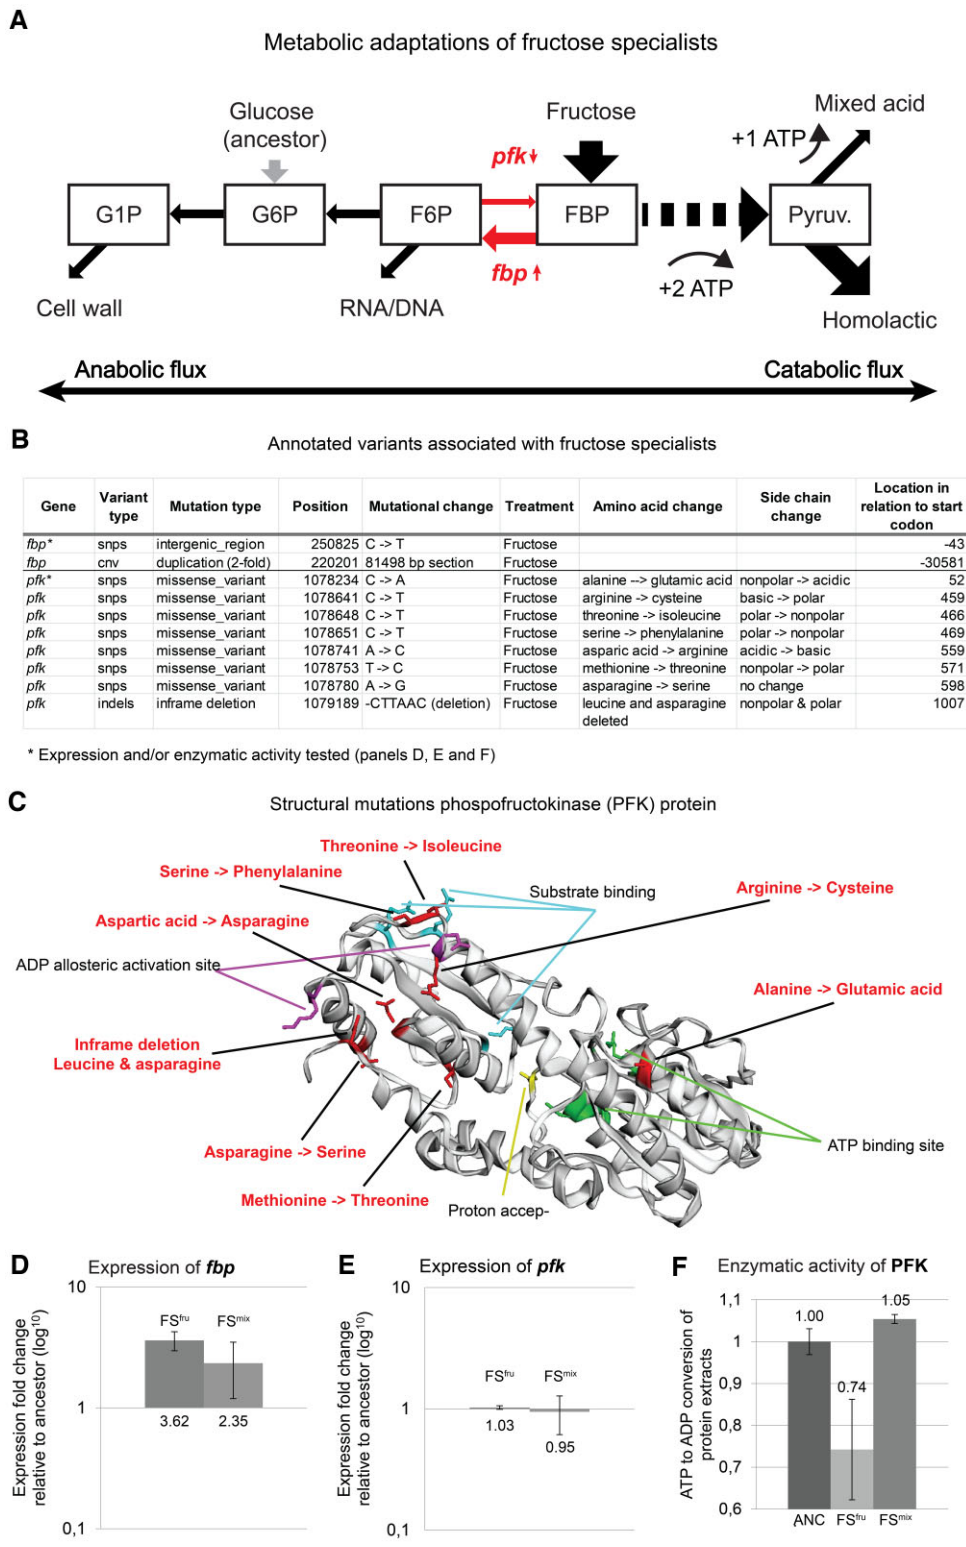 A
Metabolic adaptations of fructose specialists
Glucose
(ancestor)
Fructose
Mixed acid
+1 ATP
pfk
G1P
G6P
F6P
FBP
Pyruv.
fbp
+2 ATP
Cell wall
RNA/DNA
Homolactic
Anabolic flux
Catabolic flux
B
Annotated variants associated with fructose specialists
Gene | Variant type | Mutation type | Position | Mutational change | Treatment | Amino acid change | Side chain change | Location in relation to start codon
fbp* snps intergenic_region 250825 C -> T Fructose -43
fbp cnv duplication (2-fold) 220201 81498 bp section Fructose -30581
pfk* snps missense_variant 1078234 C -> A Fructose alanine --> glutamic acid nonpolar -> acidic 52
pfk snps missense_variant 1078641 C -> T Fructose arginine -> cysteine basic -> polar 459
pfk snps missense_variant 1078648 C -> T Fructose threonine -> isoleucine polar -> nonpolar 466
pfk snps missense_variant 1078651 C -> T Fructose serine -> phenylalanine polar -> nonpolar 469
pfk snps missense_variant 1078741 A -> C Fructose asparic acid -> arginine acidic -> basic 559
pfk snps missense_variant 1078753 T -> C Fructose methionine -> threonine nonpolar -> polar 571
pfk snps missense_variant 1078780 A -> G Fructose asparagine -> serine no change 598
pfk indels inframe deletion 1079189 -CTTAAC (deletion) Fructose leucine and asparagine deleted nonpolar & polar 1007
* Expression and/or enzymatic activity tested (panels D, E and F)
C
Structural mutations phospofructokinase (PFK) protein
Threonine -> Isoleucine
Serine -> Phenylalanine
Substrate binding
Arginine -> Cysteine
Aspartic acid -> Asparagine
ADP allosteric activation site
Alanine -> Glutamic acid
Inframe deletion
Leucine & asparagine
Asparagine -> Serine
ATP binding site
Methionine -> Threonine
Proton accep-
D
Expression of fbp
Expression fold change
relative to ancestor (log10)
10
1
0,1
FSfru
FSmix
3.62
2.35
E
Expression of pfk
Expression fold change
relative to ancestor (log10)
10
1
0,1
FSfru
FSmix
1.03
0.95
F
Enzymatic activity of PFK
ATP to ADP conversion of
protein extracts
1,1
1
0,9
0,8
0,7
0,6
1.00
0.74
1.05
ANC
FSfru
FSmix